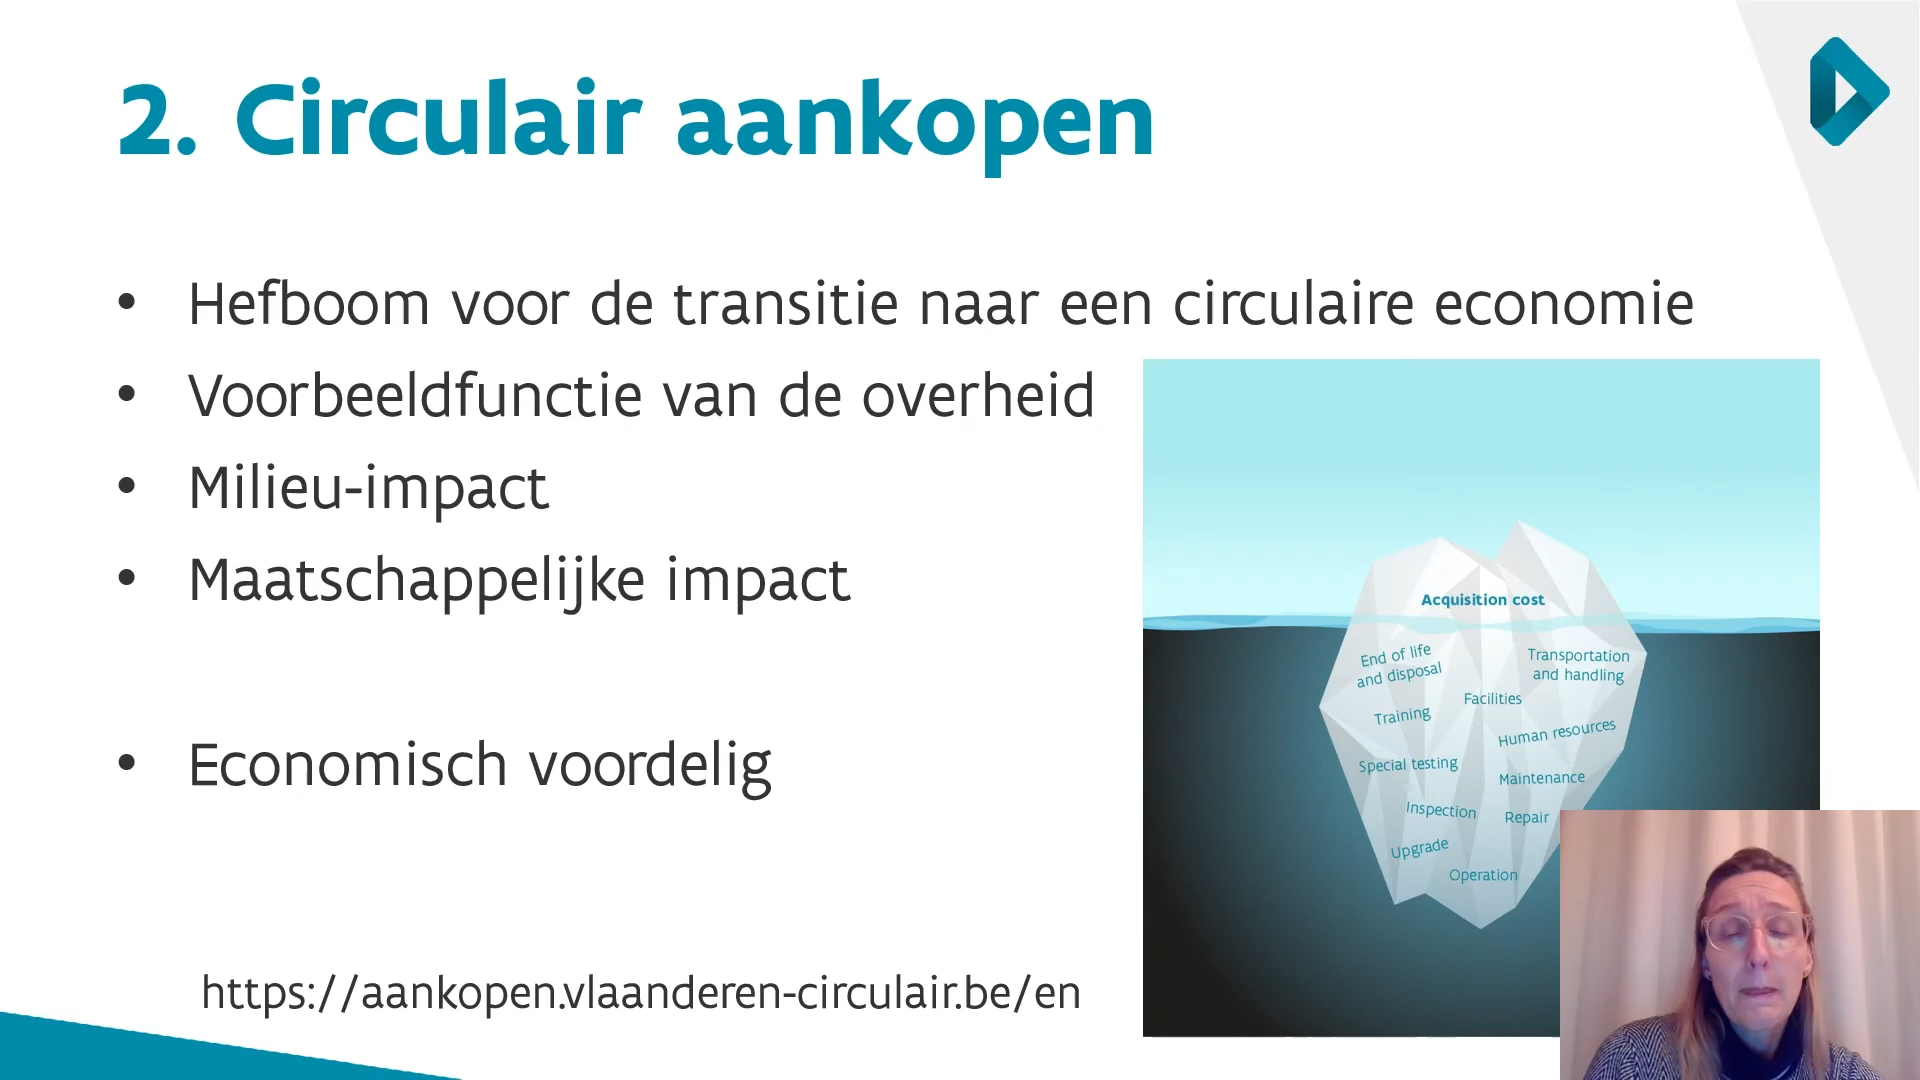 2. Circulair aankopen
• Hefboom voor de transitie naar een circulaire economie
• Voorbeeldfunctie van de overheid
• Milieu-impact
• Maatschappelijke impact
• Economisch voordelig
https://aankopen.vlaanderen-circulair.be/en
Acquisition cost
End of life
and disposal
Transportation
and handling
Facilities
Training
Human resources
Special testing
Maintenance
Inspection
Repair
Upgrade
Operation